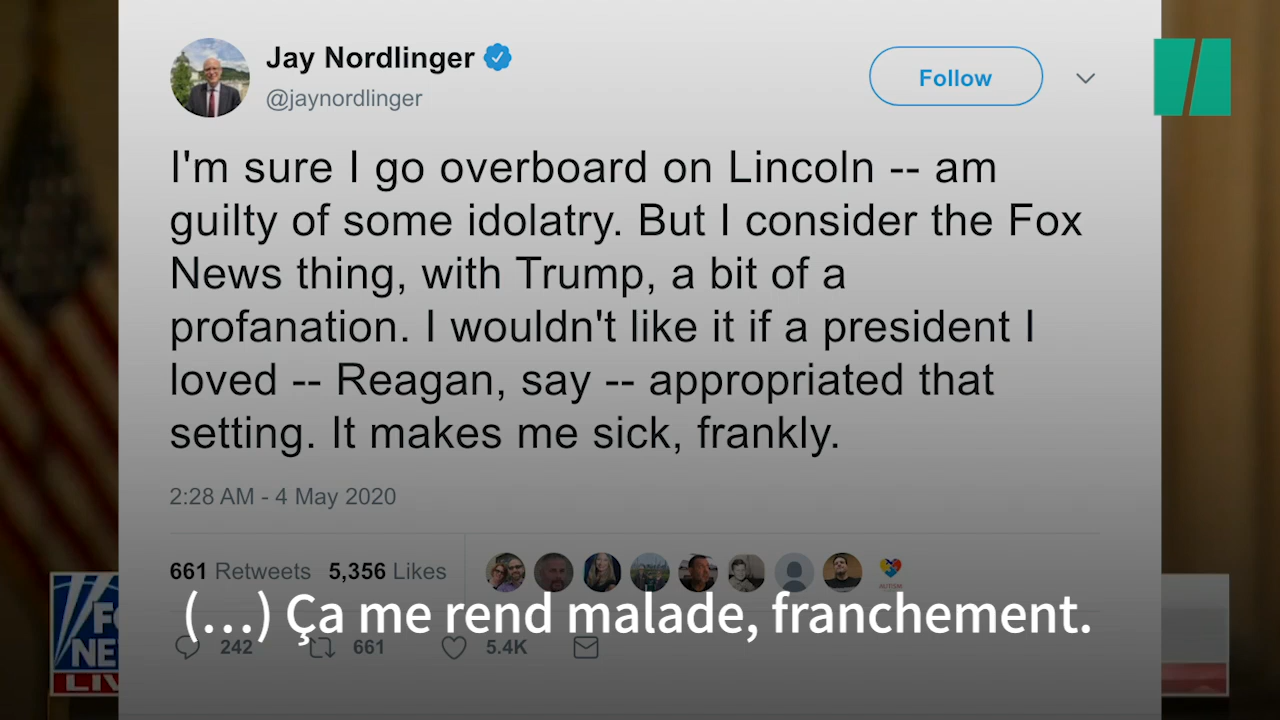 Jay Nordlinger
@jaynordlinger
Follow
I'm sure I go overboard on Lincoln -- am
guilty of some idolatry. But I consider the Fox
News thing, with Trump, a bit of a
profanation. I wouldn't like it if a president I
loved -- Reagan, say -- appropriated that
setting. It makes me sick, frankly.
2:28 AM - 4 May 2020
661 Retweets 5,356 Likes
(…) Ça me rend malade, franchement.
242 661 5.4K